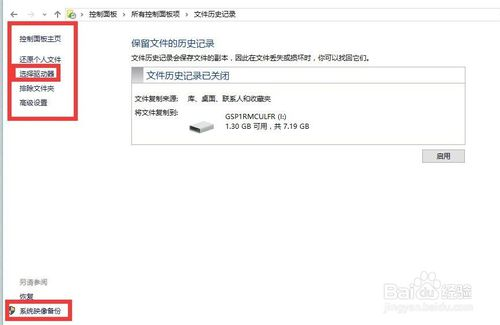 控制面板 所有控制面板项 文件历史记录
控制面板主页
还原个人文件
选择驱动器
排除文件夹
高级设置
保留文件的历史记录
文件历史记录会保存文件的副本，因此在文件丢失或损坏时，你可以找回它们。
文件历史记录已关闭
文件复制来源： 库、桌面、联系人和收藏夹
将文件复制到：
GSP1RMCULFR (I:)
1.30 GB 可用，共 7.19 GB
启用
另请参阅
恢复
系统映像备份
Baidu 经验
jingyan.baidu.com